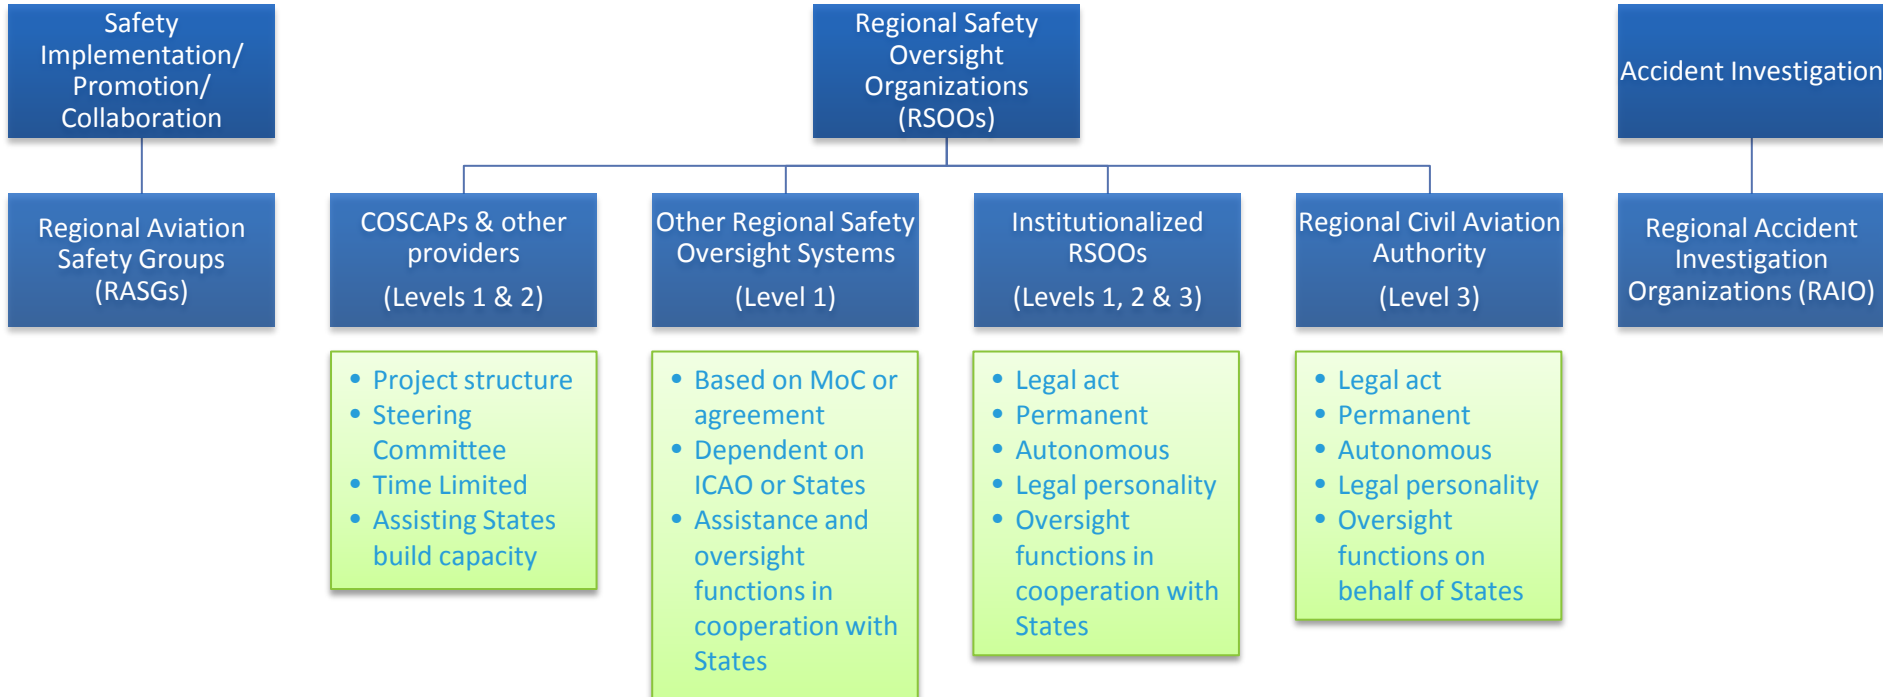 Safety
Implementation/
Promotion/
Collaboration
Regional Safety
Oversight
Organizations
(RSOOs)
Accident Investigation
Regional Aviation
Safety Groups
(RASGs)
COSCAPs & other
providers
(Levels 1 & 2)
Other Regional Safety
Oversight Systems
(Level 1)
Institutionalized
RSOOs
(Levels 1, 2 & 3)
Regional Civil Aviation
Authority
(Level 3)
Regional Accident
Investigation
Organizations (RAIO)
• Project structure
• Steering
Committee
• Time Limited
• Assisting States
build capacity
• Based on MoC or
agreement
• Dependent on
ICAO or States
• Assistance and
oversight
functions in
cooperation with
States
• Legal act
• Permanent
• Autonomous
• Legal personality
• Oversight
functions in
cooperation with
States
• Legal act
• Permanent
• Autonomous
• Legal personality
• Oversight
functions on
behalf of States